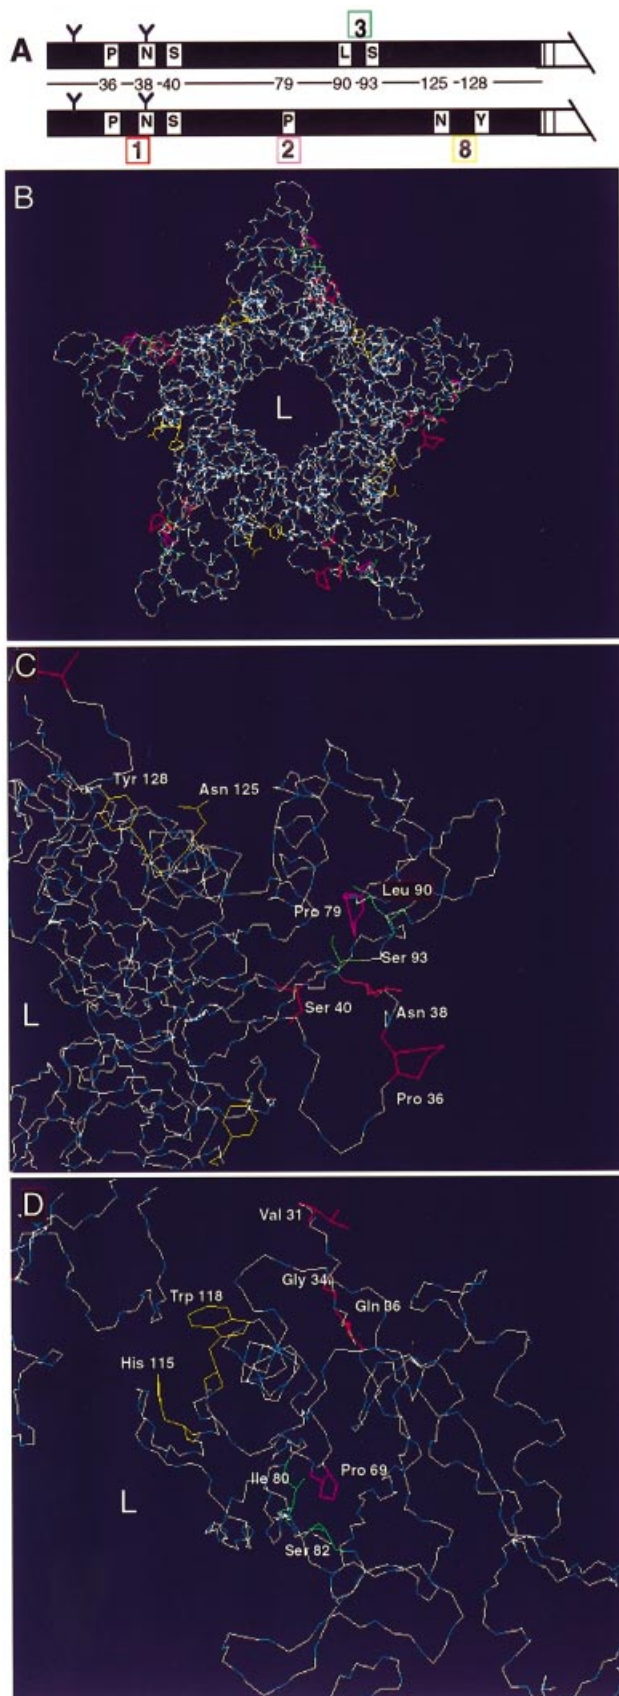 3
A
P N S L S
36 38 -40 79 90 -93 125 -128
P N S P N Y
1 2 8
B
L
C
Tyr 128
Asn 125
Leu 90
Pro 79
Ser 93
L
Ser 40
Asn 38
Pro 36
D
Val 31
Gly 34
Gln 36
Trp 118
His 115
Ile 80
Pro 69
L
Ser 82